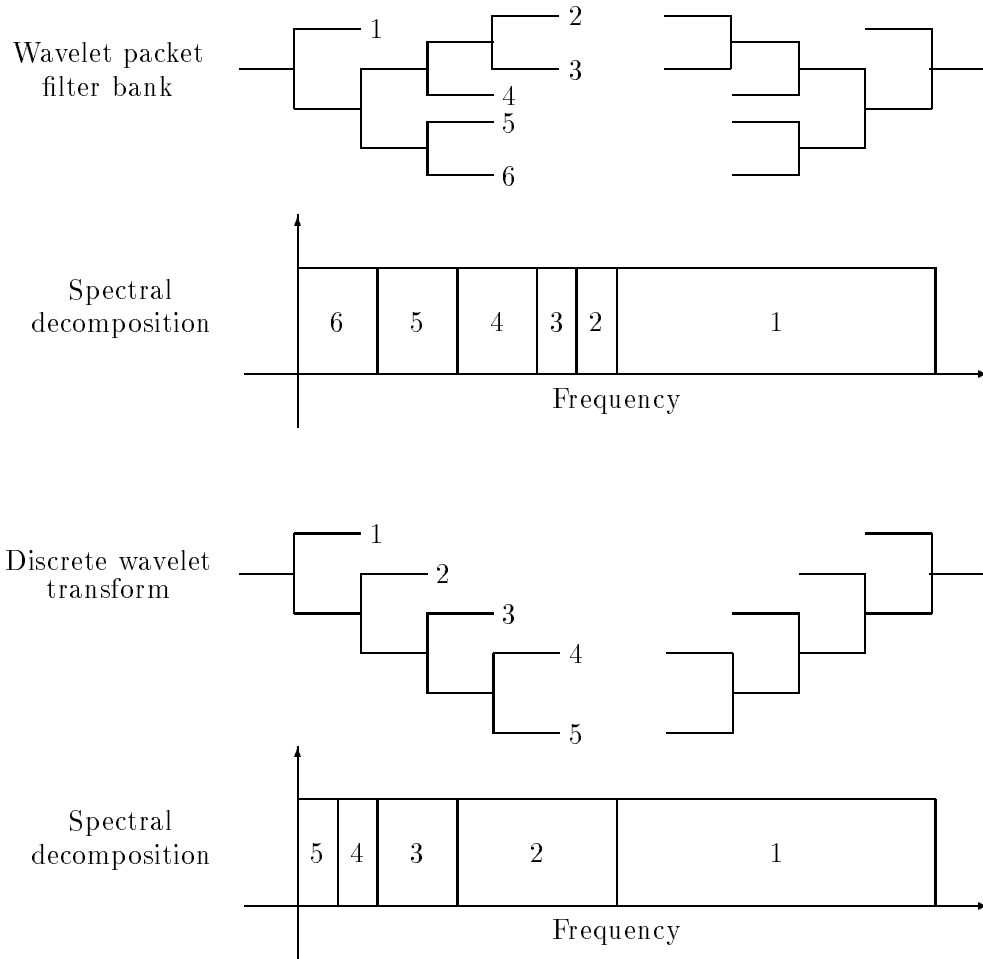 Wavelet packet
filter bank
1
2
3
4
5
6
Spectral
decomposition
6 5 4 3 2 1
Frequency
Discrete wavelet
transform
1
2
3
4
5
Spectral
decomposition
5 4 3 2 1
Frequency